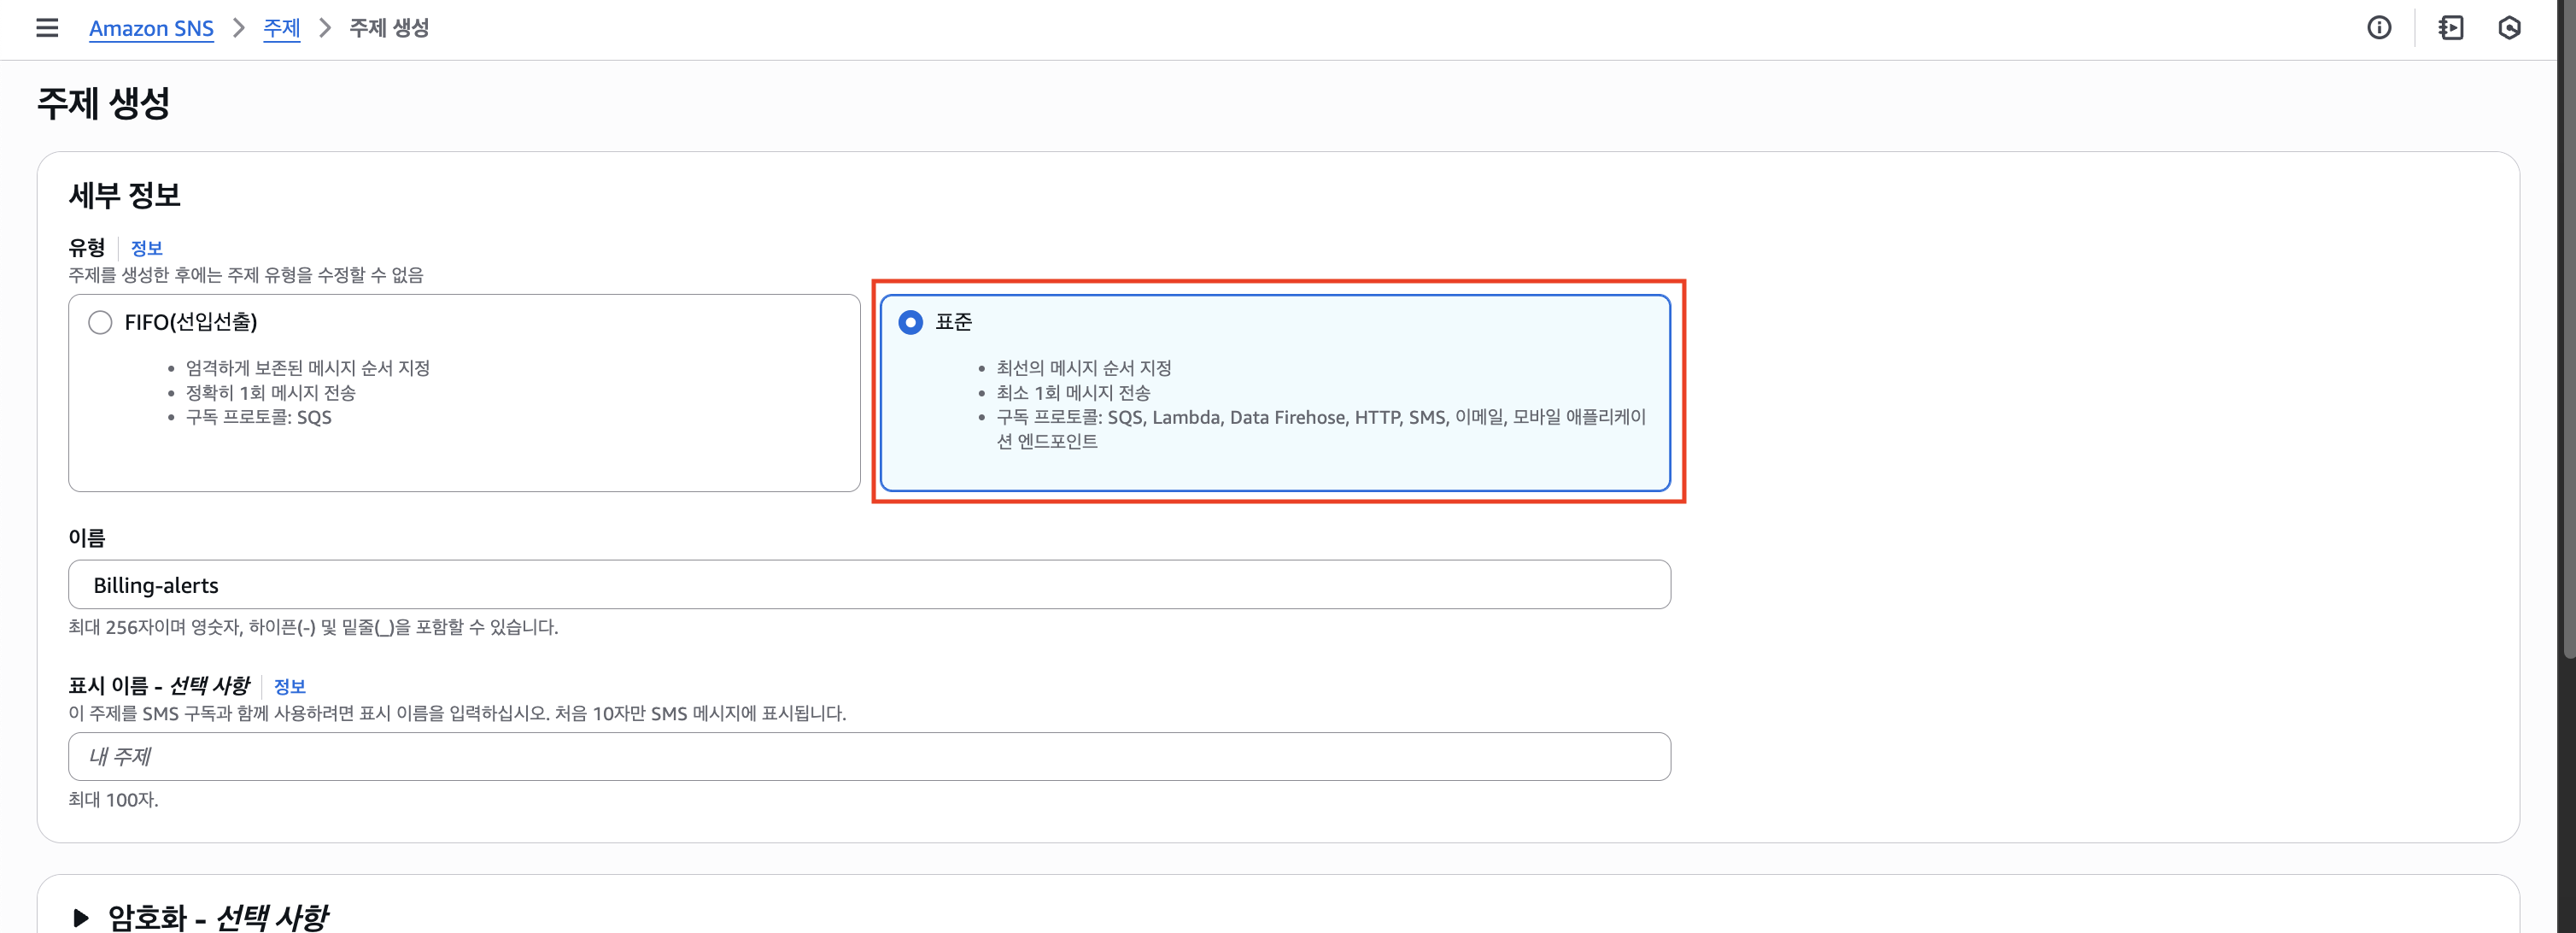 Amazon SNS > 주제 > 주제 생성
주제 생성
세부 정보
유형 정보
주제를 생성한 후에는 주제 유형을 수정할 수 없음
FIFO(선입선출)
• 엄격하게 보존된 메시지 순서 지정
• 정확히 1회 메시지 전송
• 구독 프로토콜: SQS
표준
• 최선의 메시지 순서 지정
• 최소 1회 메시지 전송
• 구독 프로토콜: SQS, Lambda, Data Firehose, HTTP, SMS, 이메일, 모바일 애플리케이
션 엔드포인트
이름
Billing-alerts
최대 256자이며 영숫자, 하이픈(-) 및 밑줄(_)을 포함할 수 있습니다.
표시 이름 - 선택 사항 정보
이 주제를 SMS 구독과 함께 사용하려면 표시 이름을 입력하십시오. 처음 10자만 SMS 메시지에 표시됩니다.
내 주제
최대 100자.
암호화 - 선택 사항